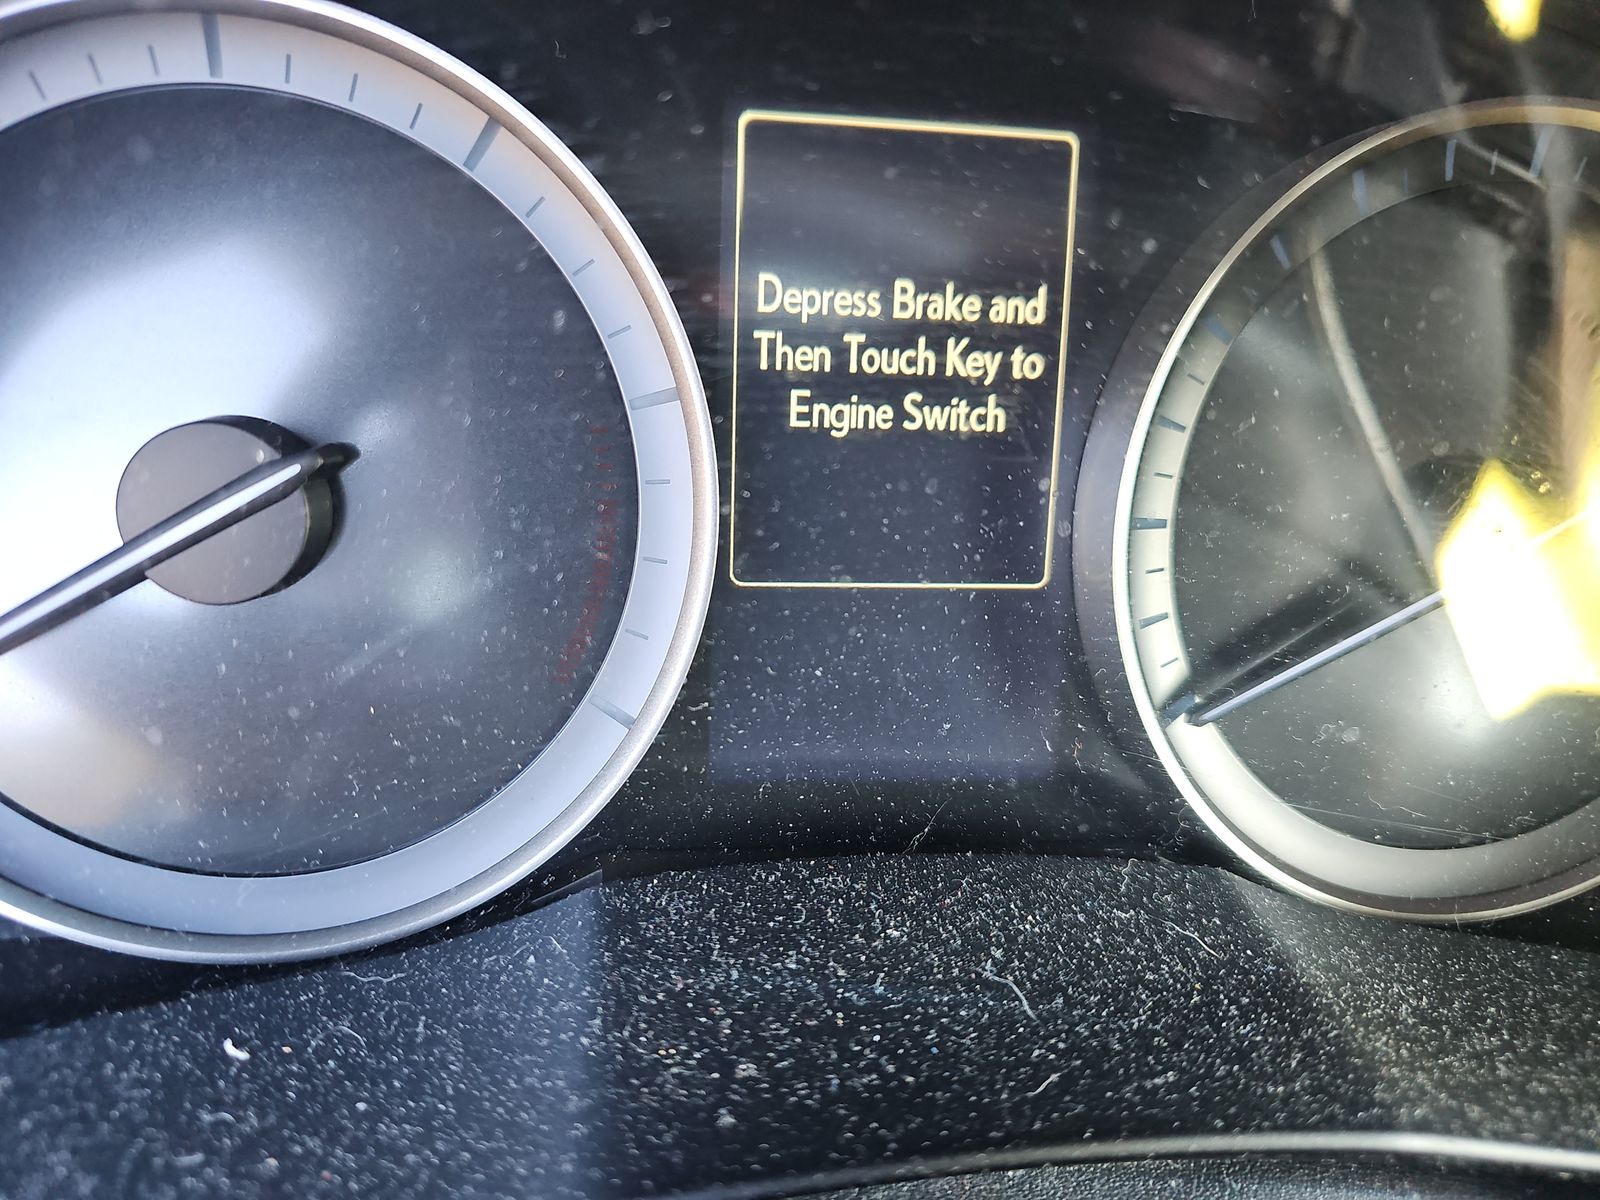 Depress Brake and
Then Touch Key to
Engine Switch